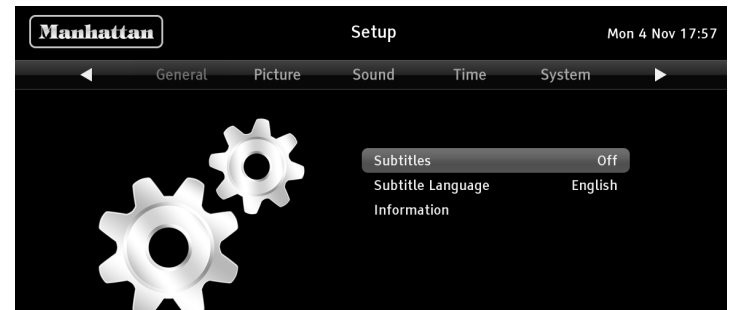 Manhattan Setup Mon 4 Nov 17:57
General Picture Sound Time System
Subtitles Off
Subtitle Language English
Information